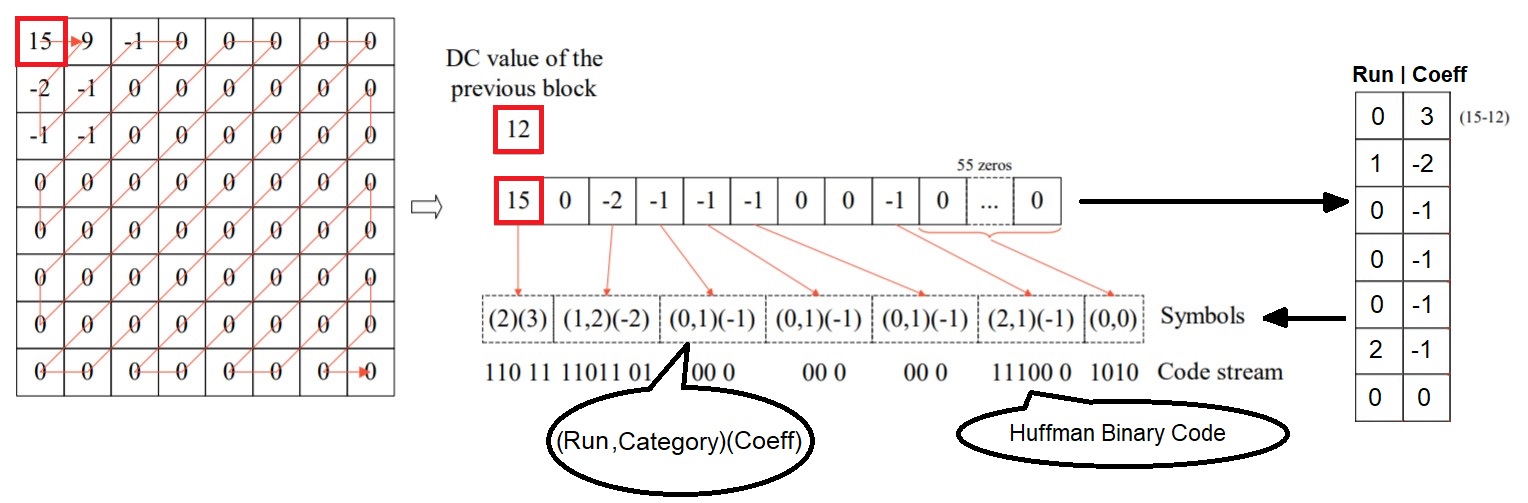 15 9 -1 0 0 0 0 0
-2 -1 0 0 0 0 0 0
-1 -1 0 0 0 0 0 0
0 0 0 0 0 0 0 0
0 0 0 0 0 0 0 0
0 0 0 0 0 0 0 0
0 0 0 0 0 0 0 0
0 0 0 0 0 0 0 0
DC value of the
previous block
12
55 zeros
15 0 -2 -1 -1 -1 0 0 -1 0 ... 0
(2)(3) (1,2)(-2) (0,1)(-1) (0,1)(-1) (0,1)(-1) (2,1)(-1) (0,0) Symbols
110 11 11011 01 00 0 00 0 00 0 11100 0 1010 Code stream
(Run,Category)(Coeff)
Huffman Binary Code
Run | Coeff
0 3 (15-12)
1 -2
0 -1
0 -1
0 -1
2 -1
0 0